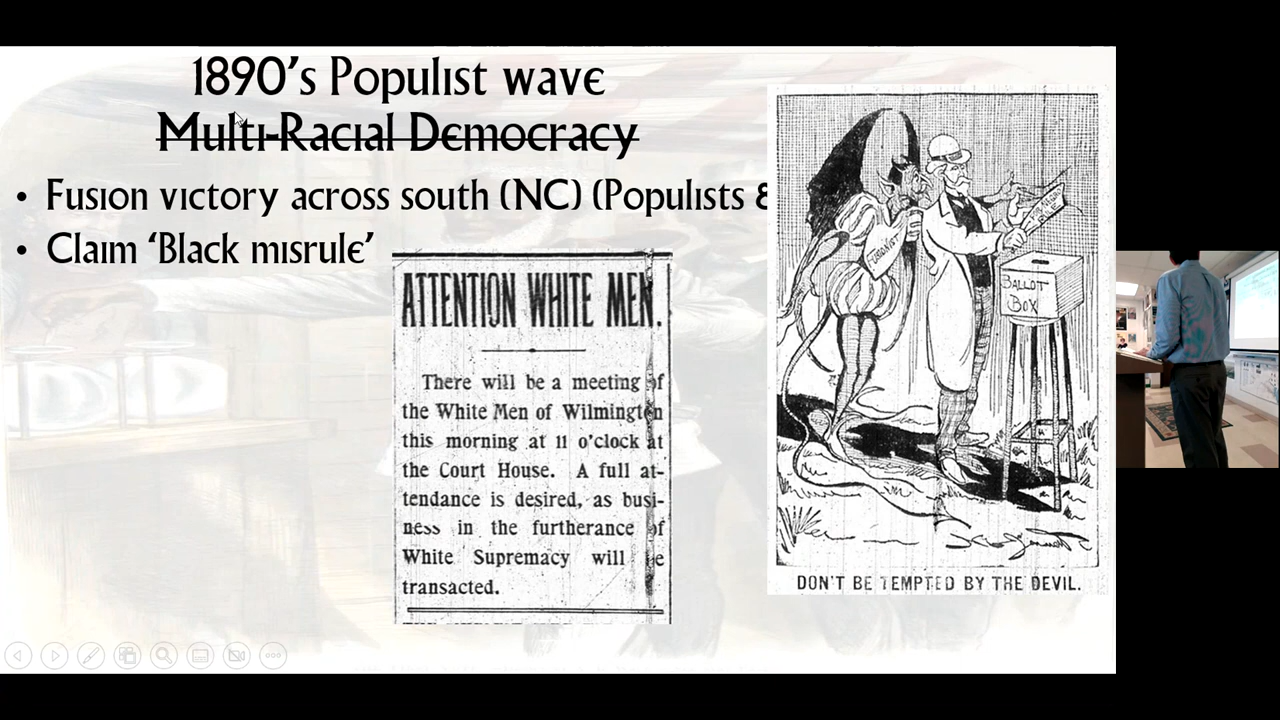 1890's Populist wave
Multi-Racial Democracy
• Fusion victory across south (NC) (Populists &
• Claim 'Black misrule'
ATTENTION WHITE MEN.
There will be a meeting of
the White Men of Wilmington
this morning at 11 o'clock at
the Court House. A full at-
tendance is desired, as busi-
ness in the furtherance of
White Supremacy will be
transacted.
BALLOT
BOX
DON'T BE TEMPTED BY THE DEVIL.